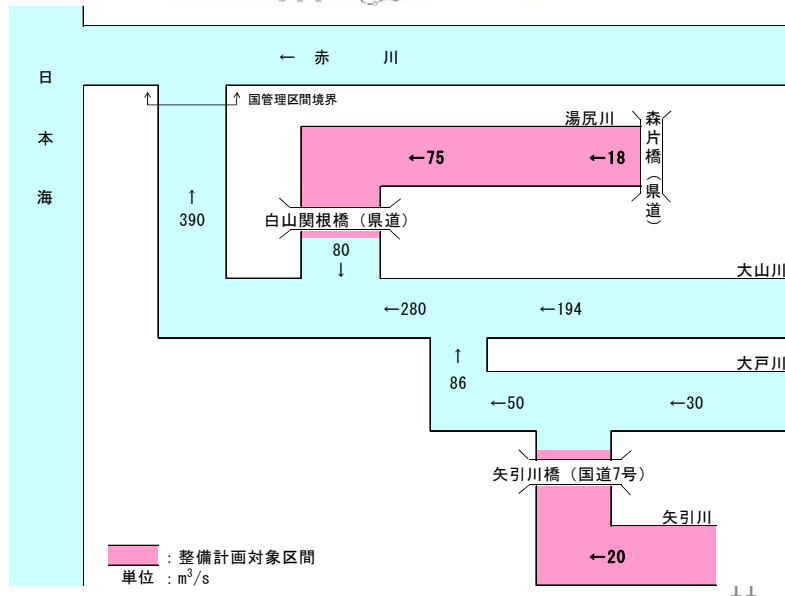 ← 赤 川
日本海
国管理区間境界
湯尻川
森片橋（県道）
←75
←18
↑
390
白山関根橋（県道）
80
↓
大山川
←280
←194
↑
86
大戸川
←50
←30
矢引川橋（国道7号）
矢引川
←20
：整備計画対象区間
単位 ：m³/s